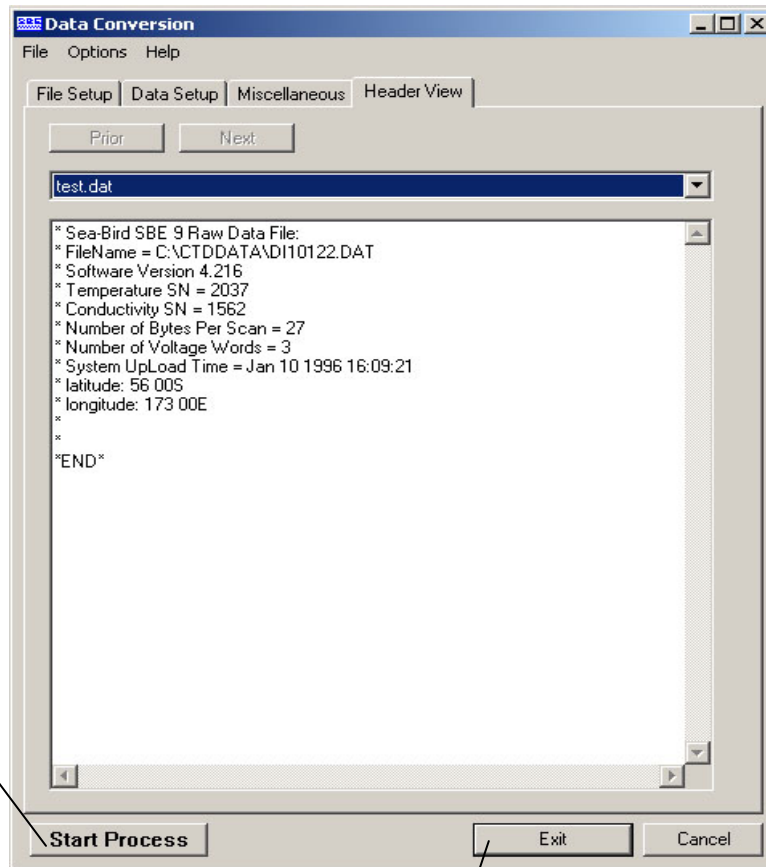 SBE Data Conversion
File Options Help
File Setup Data Setup Miscellaneous Header View
Prior Next
test.dat
* Sea-Bird SBE 9 Raw Data File:
* FileName = C:\CTDDATA\DI10122.DAT
* Software Version 4.216
* Temperature SN = 2037
* Conductivity SN = 1562
* Number of Bytes Per Scan = 27
* Number of Voltage Words = 3
* System UpLoad Time = Jan 10 1996 16:09:21
* latitude: 56 00S
* longitude: 173 00E
*
*
*END*
Start Process Exit Cancel